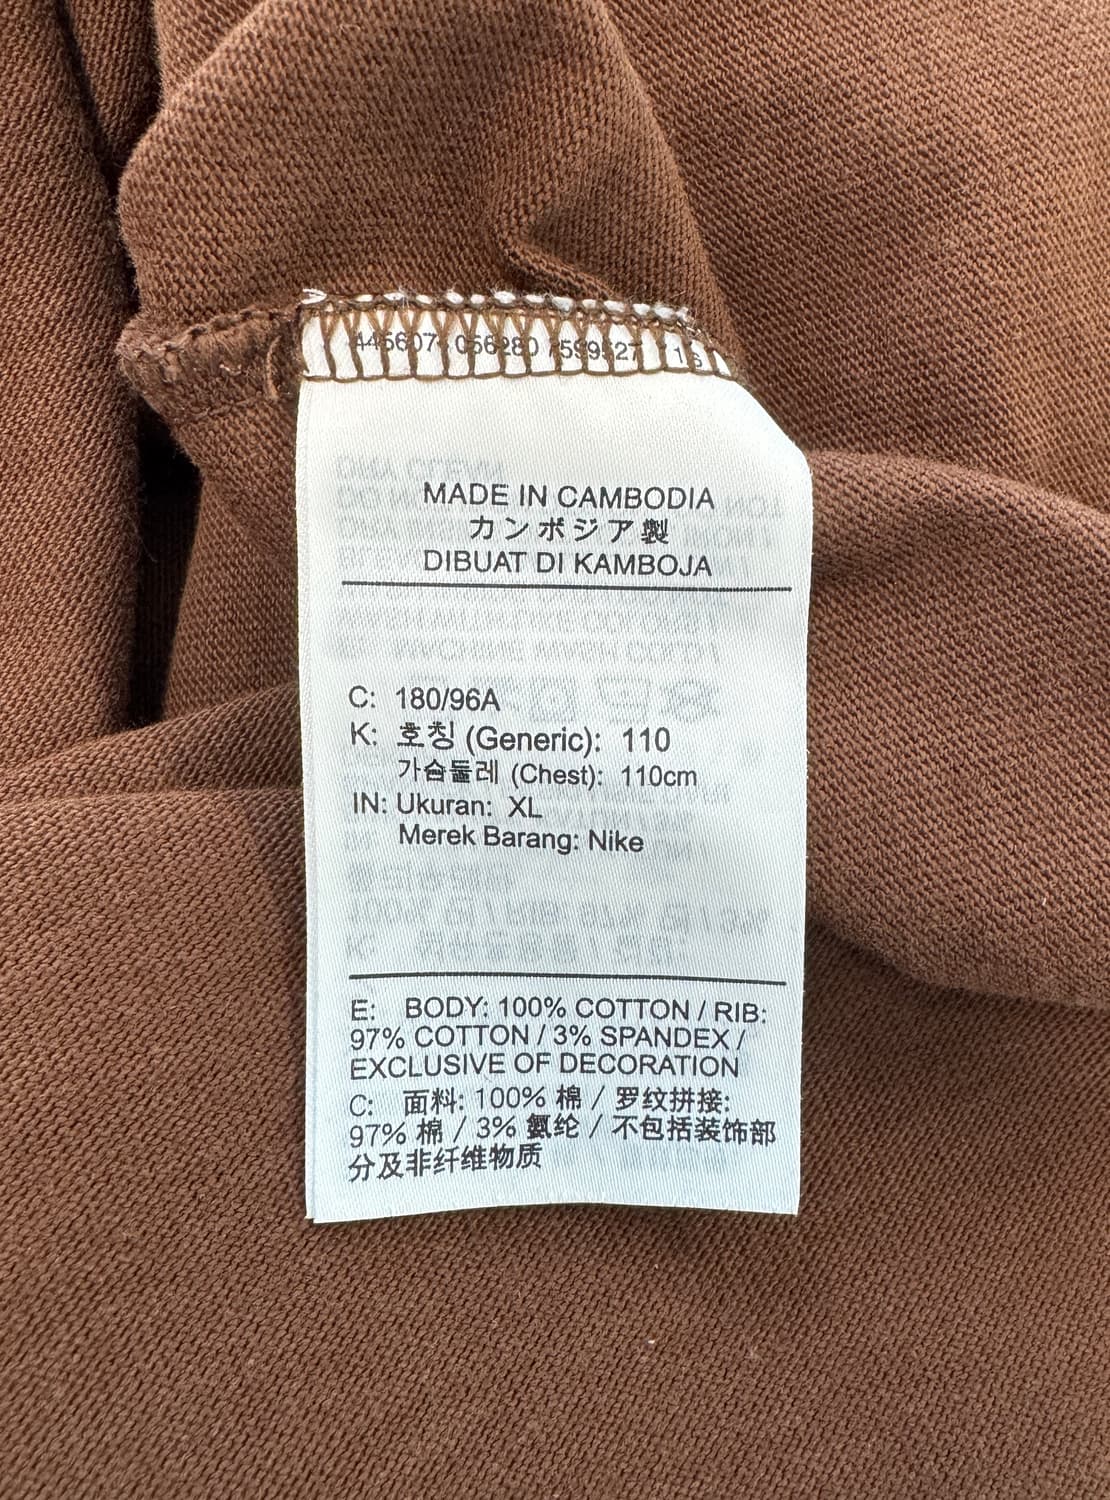 MADE IN CAMBODIA
カンボジア製
DIBUAT DI KAMBOJA
C: 180/96A
K: 호칭 (Generic): 110
가슴둘레 (Chest): 110cm
IN: Ukuran: XL
Merek Barang: Nike
E: BODY: 100% COTTON / RIB:
97% COTTON / 3% SPANDEX /
EXCLUSIVE OF DECORATION
C: 面料: 100% 棉 / 罗纹拼接:
97% 棉 / 3% 氨纶 / 不包括装饰部
分及非纤维物质